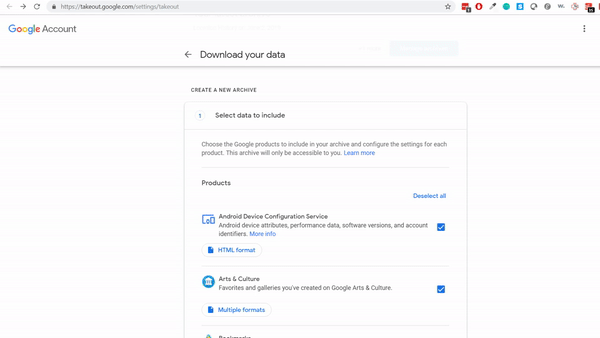 https://takeout.google.com/settings/takeout
Google Account
Download your data
CREATE A NEW ARCHIVE
1 Select data to include
Choose the Google products to include in your archive and configure the settings for each
product. This archive will only be accessible to you. Learn more
Products
Deselect all
Android Device Configuration Service
Android device attributes, performance data, software versions, and account
identifiers. More info
HTML format
Arts & Culture
Favorites and galleries you've created on Google Arts & Culture.
Multiple formats